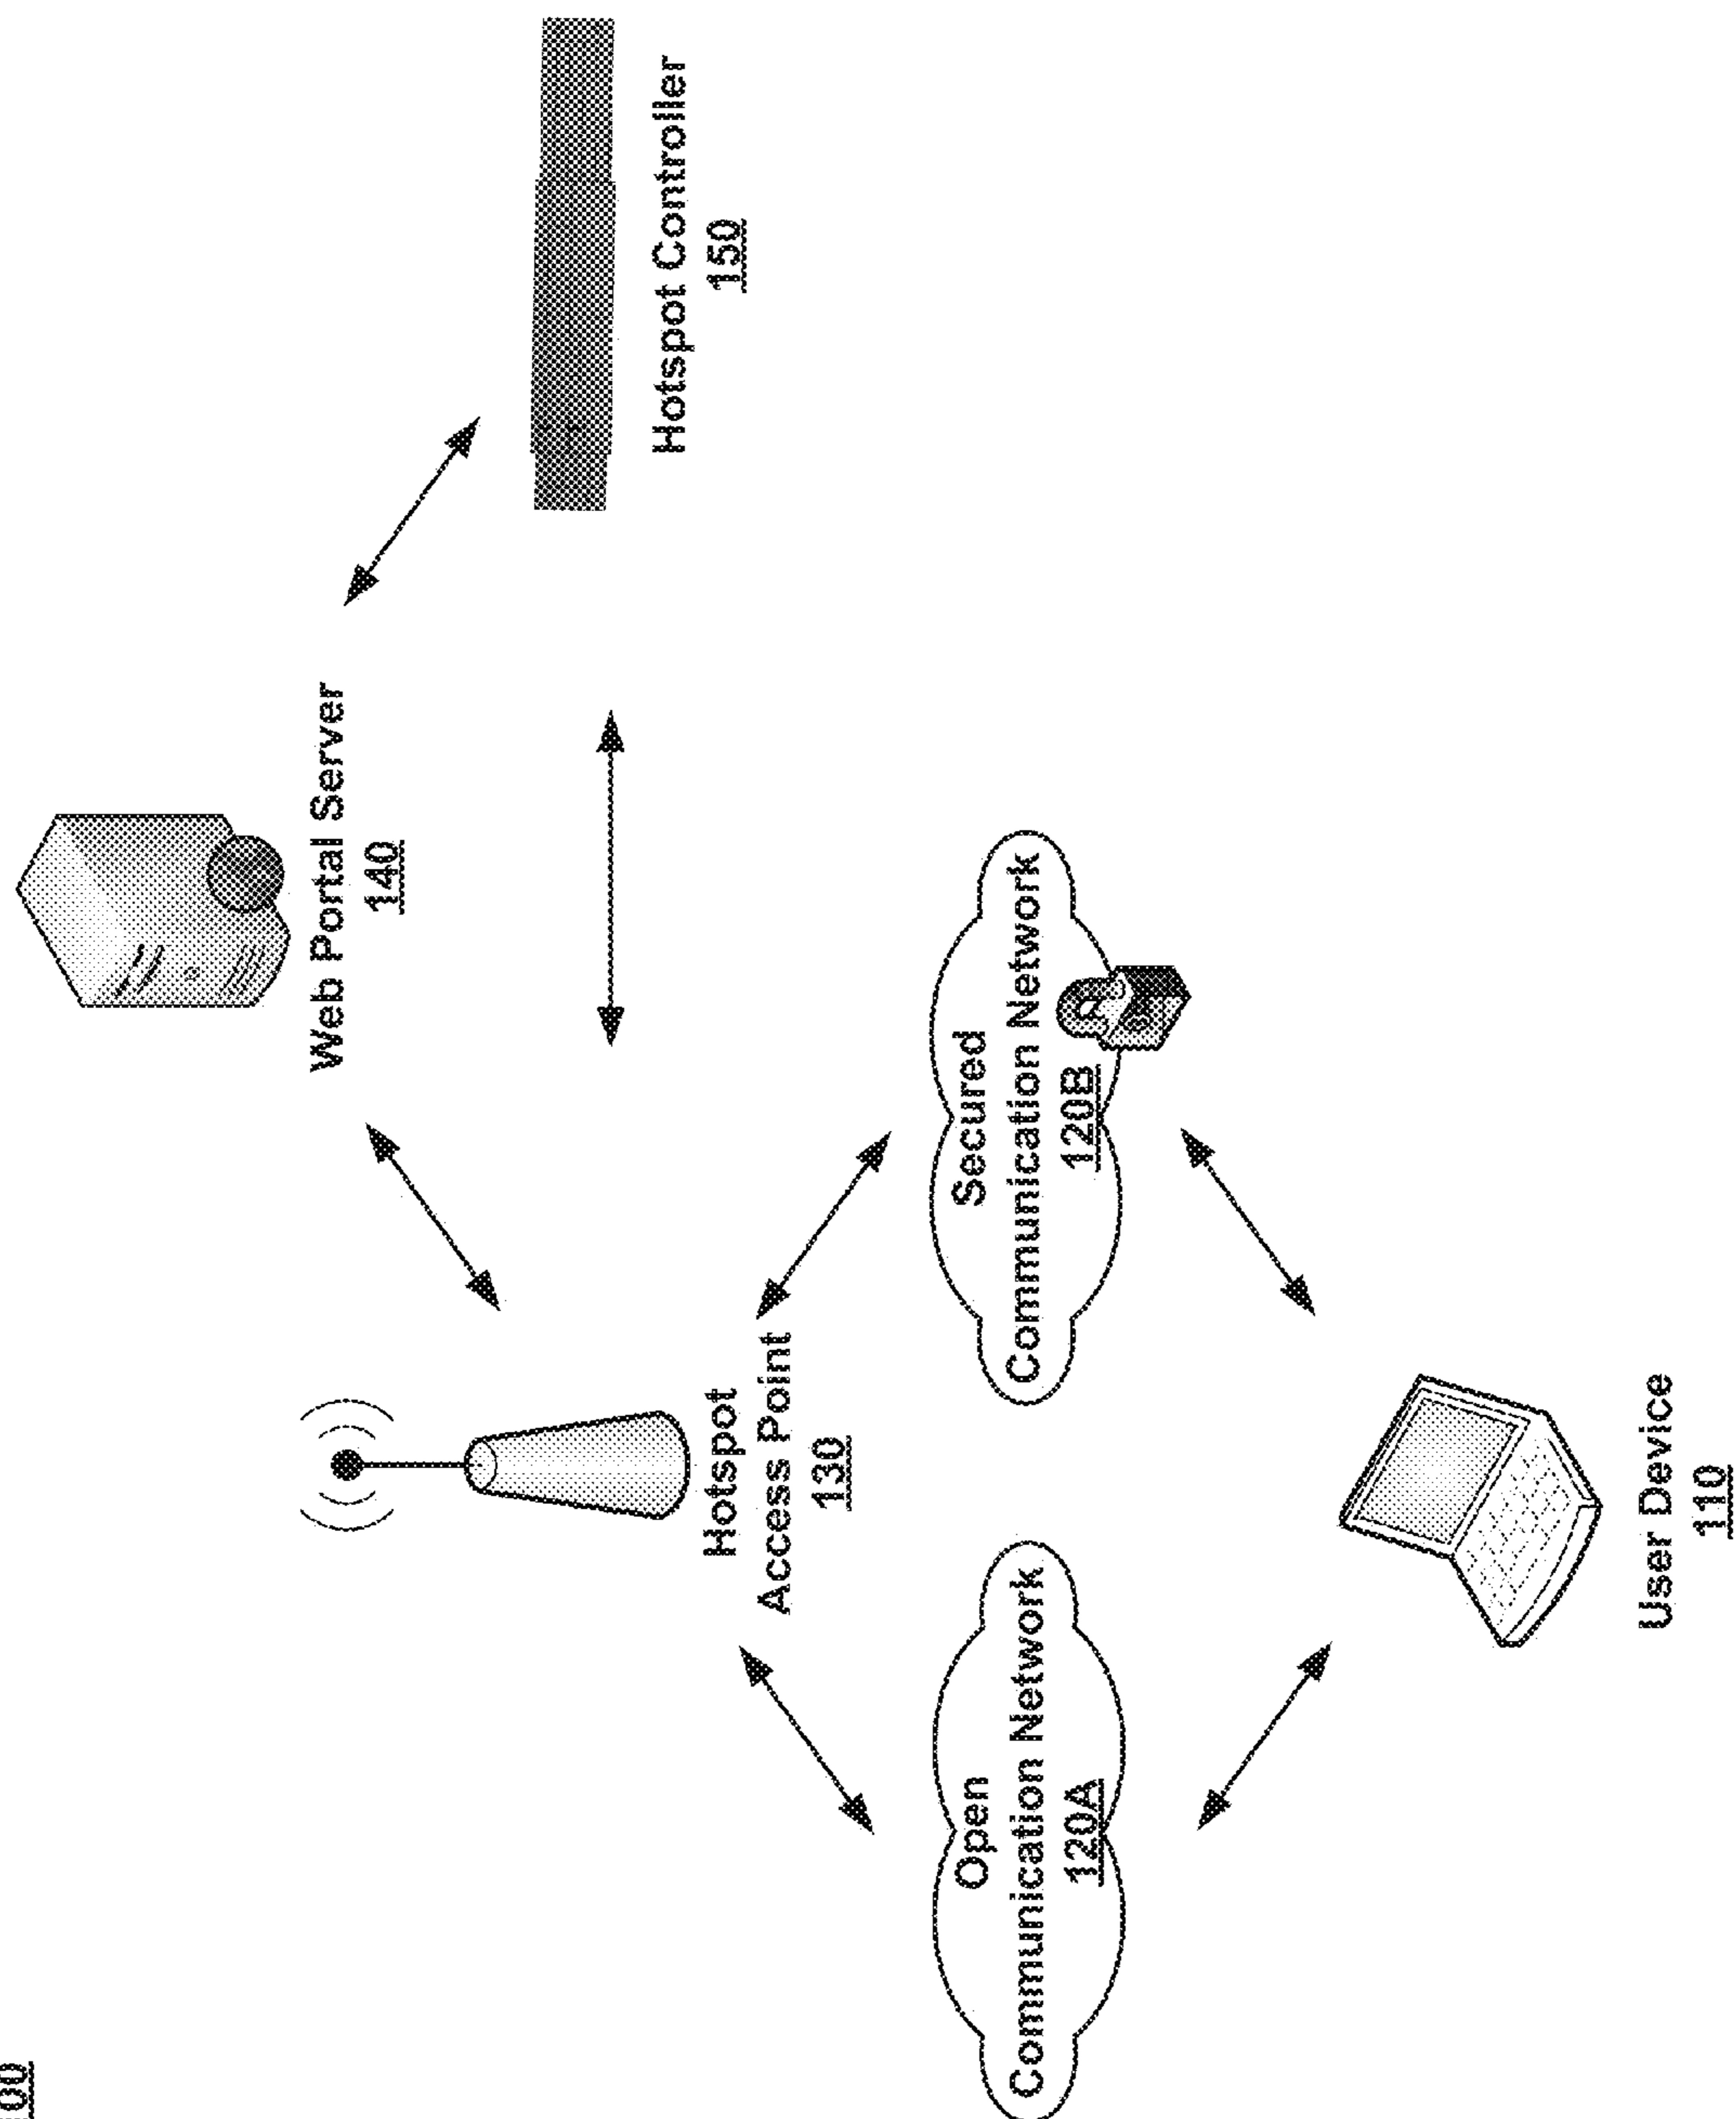 Web Portal Server
140
Hotspot Controller
150
Hotspot
Access Point
130
Open
Communication Network
120A
Secured
Communication Network
120B
User Device
110